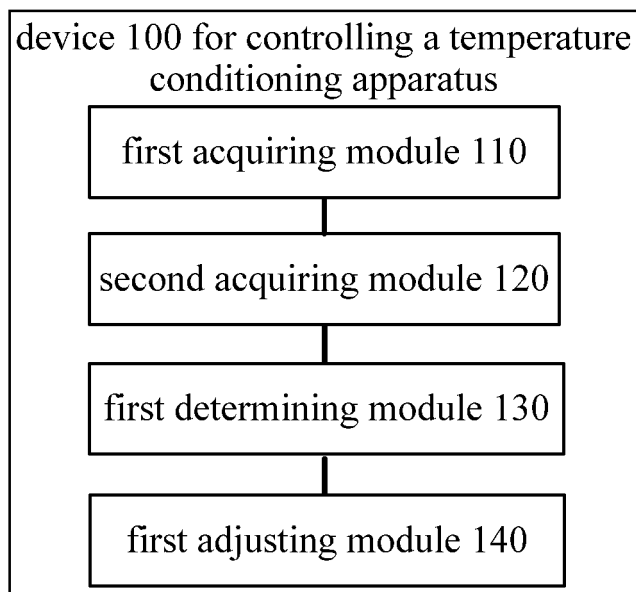 device 100 for controlling a temperature
conditioning apparatus
first acquiring module 110
second acquiring module 120
first determining module 130
first adjusting module 140